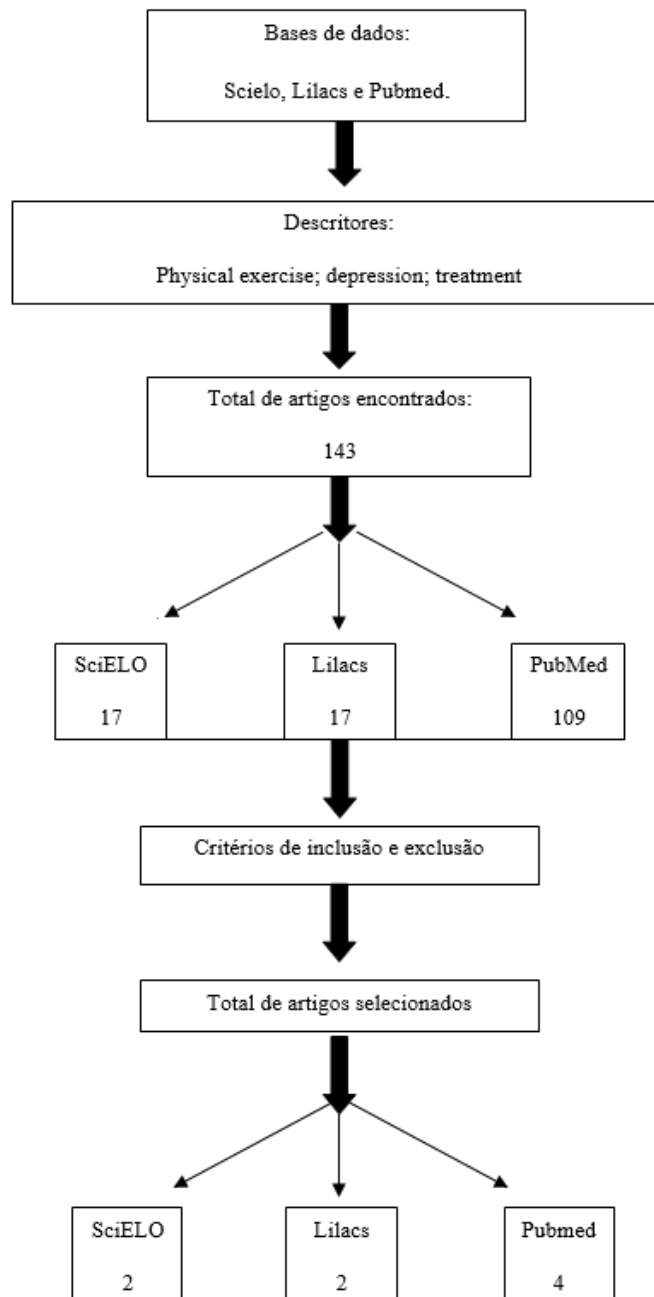 Bases de dados:
Scielo, Lilacs e Pubmed.
Descritores:
Physical exercise; depression; treatment
Total de artigos encontrados:
143
SciELO
17
Lilacs
17
PubMed
109
Critérios de inclusão e exclusão
Total de artigos selecionados
SciELO
2
Lilacs
2
Pubmed
4